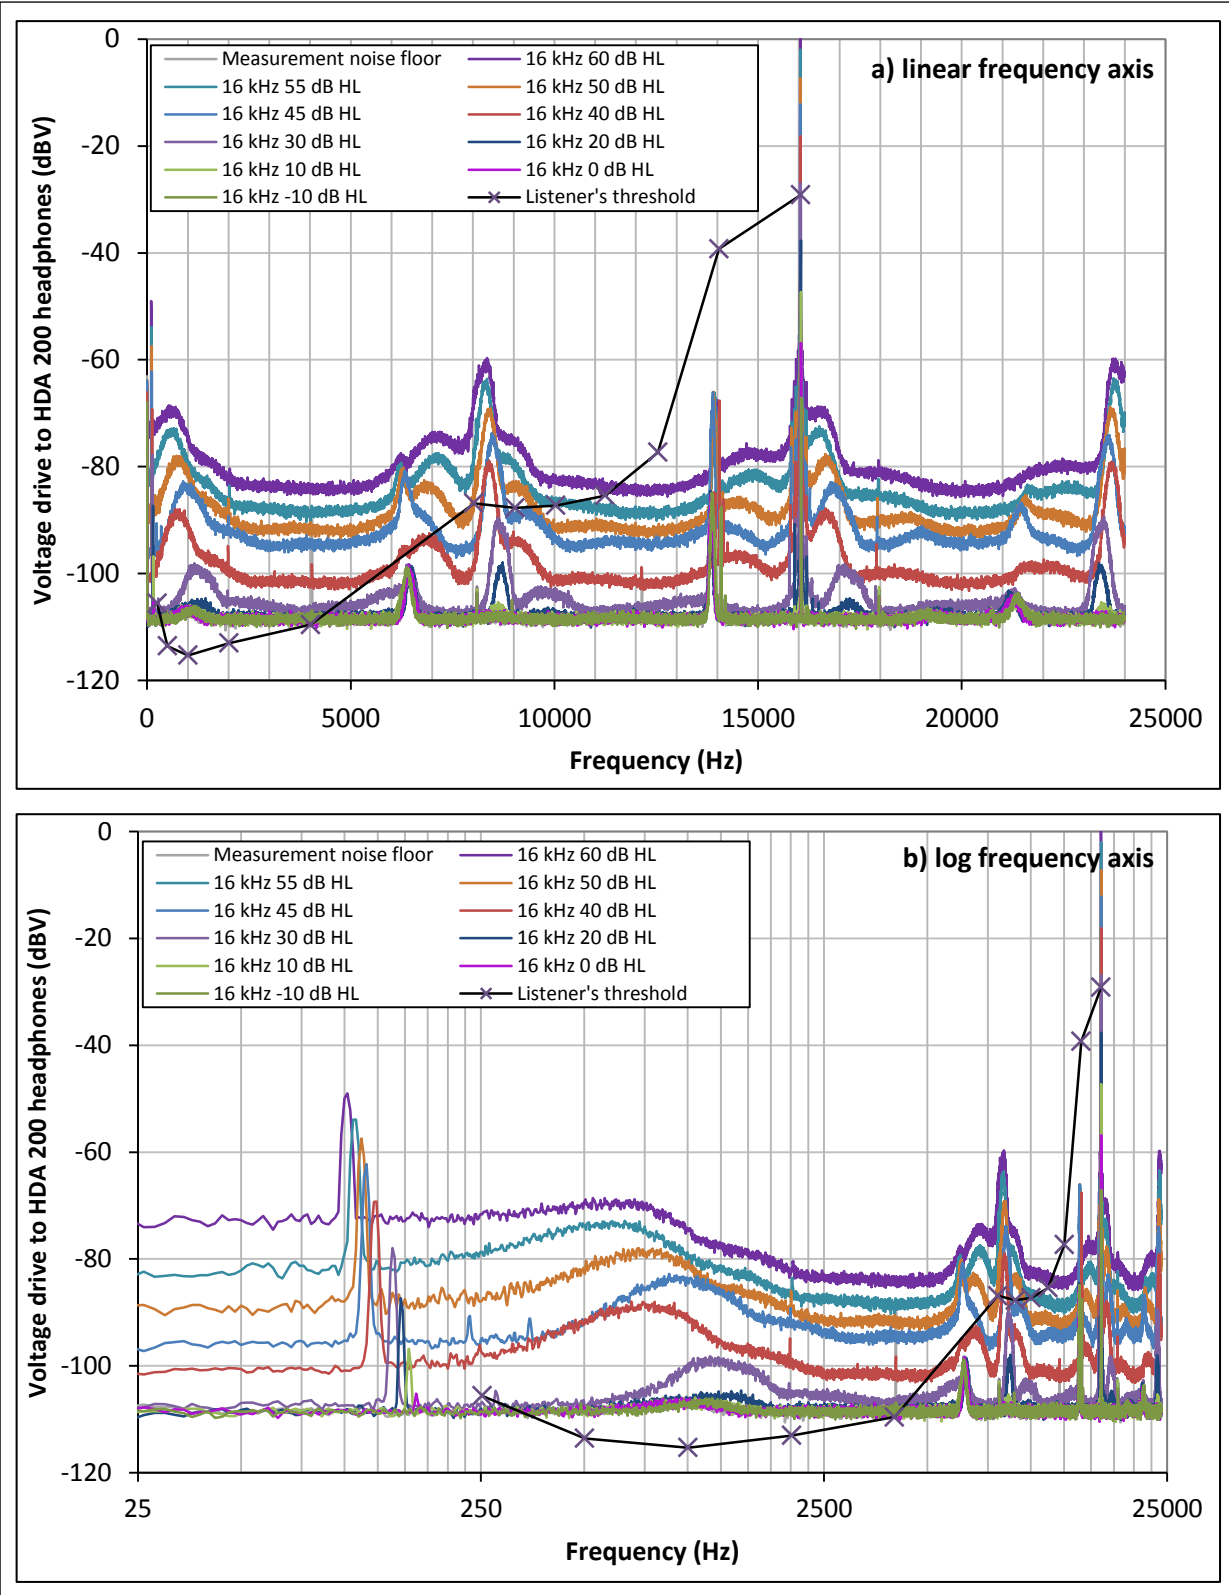 a) linear frequency axis
Measurement noise floor 16 kHz 60 dB HL
16 kHz 55 dB HL 16 kHz 50 dB HL
16 kHz 45 dB HL 16 kHz 40 dB HL
16 kHz 30 dB HL 16 kHz 20 dB HL
16 kHz 10 dB HL 16 kHz 0 dB HL
16 kHz -10 dB HL Listener's threshold
Voltage drive to HDA 200 headphones (dBV)
0
-20
-40
-60
-80
-100
-120
0 5000 10000 15000 20000 25000
Frequency (Hz)
b) log frequency axis
Measurement noise floor 16 kHz 60 dB HL
16 kHz 55 dB HL 16 kHz 50 dB HL
16 kHz 45 dB HL 16 kHz 40 dB HL
16 kHz 30 dB HL 16 kHz 20 dB HL
16 kHz 10 dB HL 16 kHz 0 dB HL
16 kHz -10 dB HL Listener's threshold
Voltage drive to HDA 200 headphones (dBV)
0
-20
-40
-60
-80
-100
-120
25 250 2500 25000
Frequency (Hz)